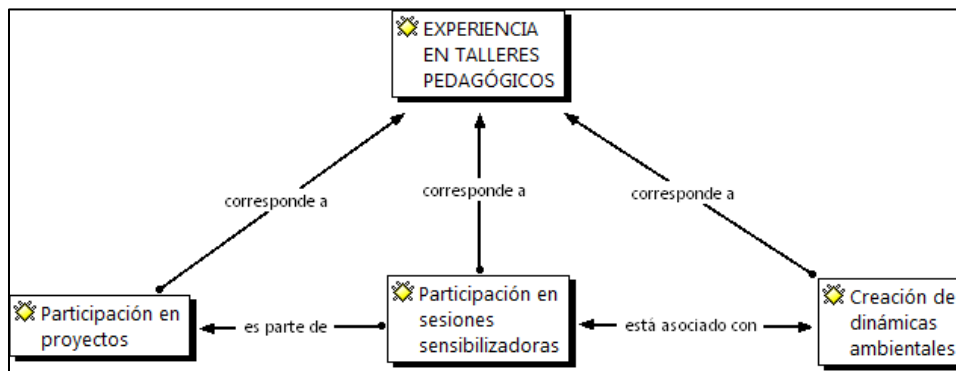 EXPERIENCIA
EN TALLERES
PEDAGÓGICOS
corresponde a
corresponde a
corresponde a
Participación en
proyectos
es parte de
Participación en
sesiones
sensibilizadoras
está asociado con
Creación de
dinámicas
ambientales